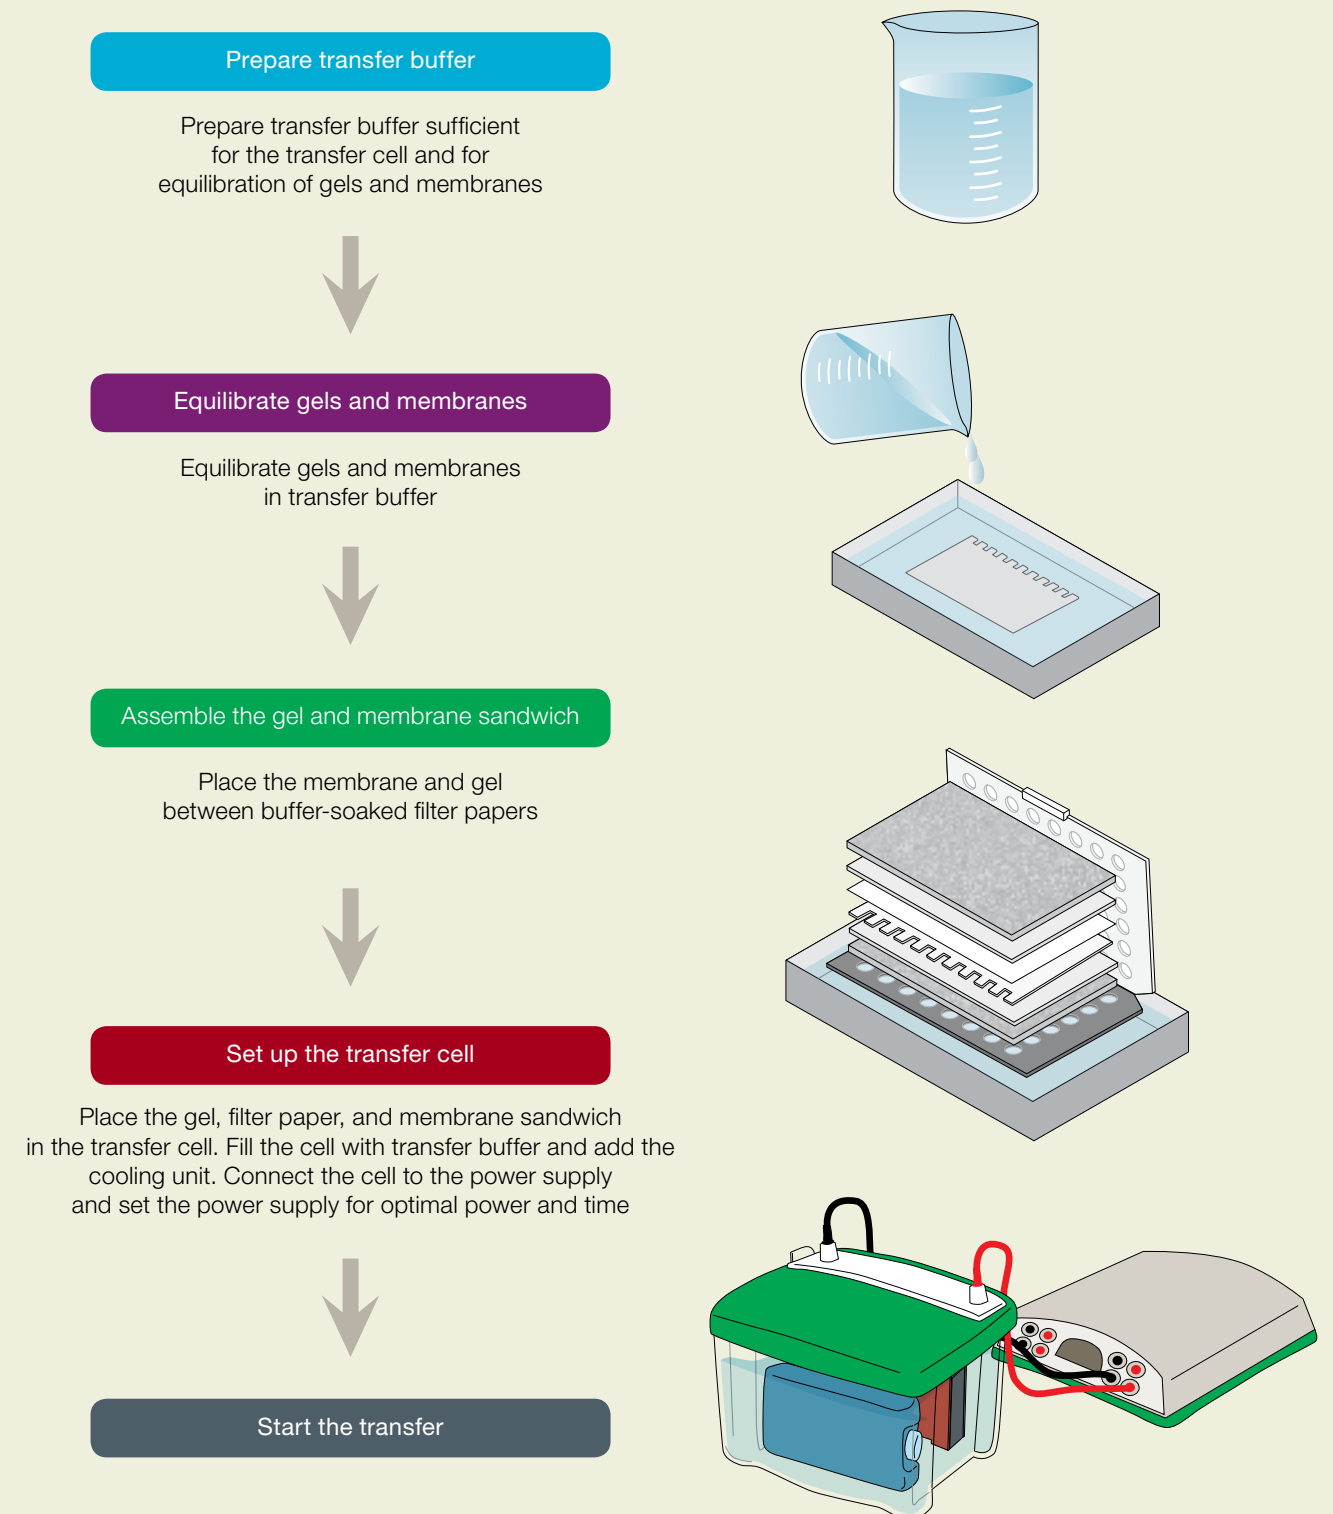 Prepare transfer buffer
Prepare transfer buffer sufficient
for the transfer cell and for
equilibration of gels and membranes
Equilibrate gels and membranes
Equilibrate gels and membranes
in transfer buffer
Assemble the gel and membrane sandwich
Place the membrane and gel
between buffer-soaked filter papers
Set up the transfer cell
Place the gel, filter paper, and membrane sandwich
in the transfer cell. Fill the cell with transfer buffer and add the
cooling unit. Connect the cell to the power supply
and set the power supply for optimal power and time
Start the transfer